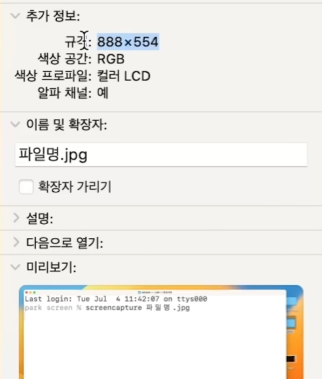 추가 정보:
규격: 888×554
색상 공간: RGB
색상 프로파일: 컬러 LCD
알파 채널: 예
이름 및 확장자:
파일명.jpg
확장자 가리기
설명:
다음으로 열기:
미리보기:
Last login: Tue Jul  4 11:42:07 on ttys000
park screen % screencapture 파일명.jpg